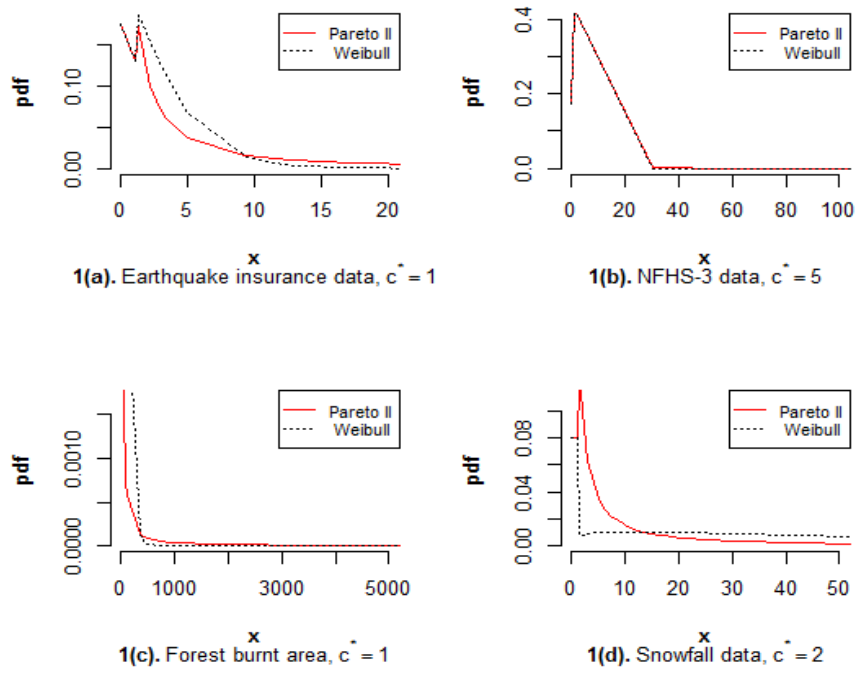 Pareto II
Weibull
pdf
0.00
0.10
0
5
10
15
20
x
1(a). Earthquake insurance data, c* = 1
Pareto II
Weibull
pdf
0.0
0.2
0.4
0
20
40
60
80
100
x
1(b). NFHS-3 data, c* = 5
Pareto II
Weibull
pdf
0.0000
0.0010
0
1000
3000
5000
x
1(c). Forest burnt area, c* = 1
Pareto II
Weibull
pdf
0.00
0.04
0.08
0
10
20
30
40
50
x
1(d). Snowfall data, c* = 2